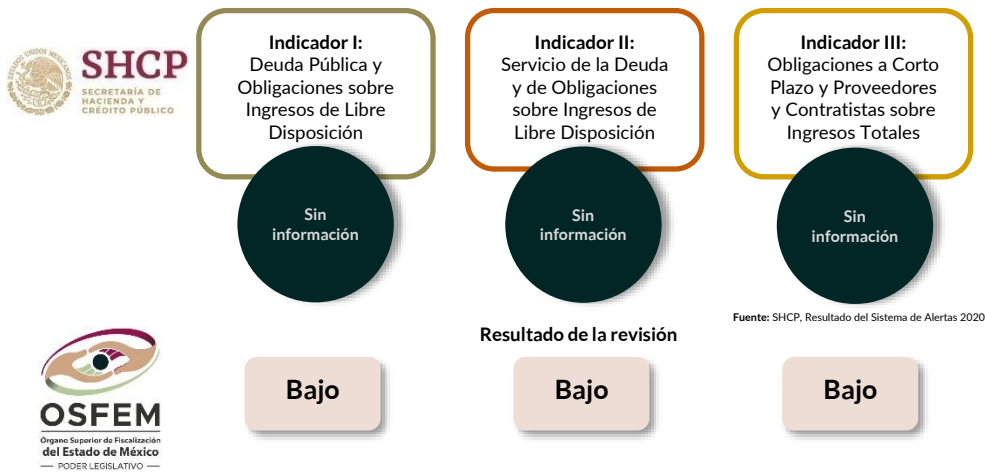 SHCP
SECRETARÍA DE
HACIENDA Y
CRÉDITO PÚBLICO
ESTADOS UNIDOS MEXICANOS
Indicador I:
Deuda Pública y
Obligaciones sobre
Ingresos de Libre
Disposición
Sin
información
Indicador II:
Servicio de la Deuda
y de Obligaciones
sobre Ingresos de
Libre Disposición
Sin
información
Indicador III:
Obligaciones a Corto
Plazo y Proveedores
y Contratistas sobre
Ingresos Totales
Sin
información
Fuente: SHCP, Resultado del Sistema de Alertas 2020
Resultado de la revisión
OSFEM
Órgano Superior de Fiscalización
del Estado de México
PODER LEGISLATIVO
Bajo
Bajo
Bajo